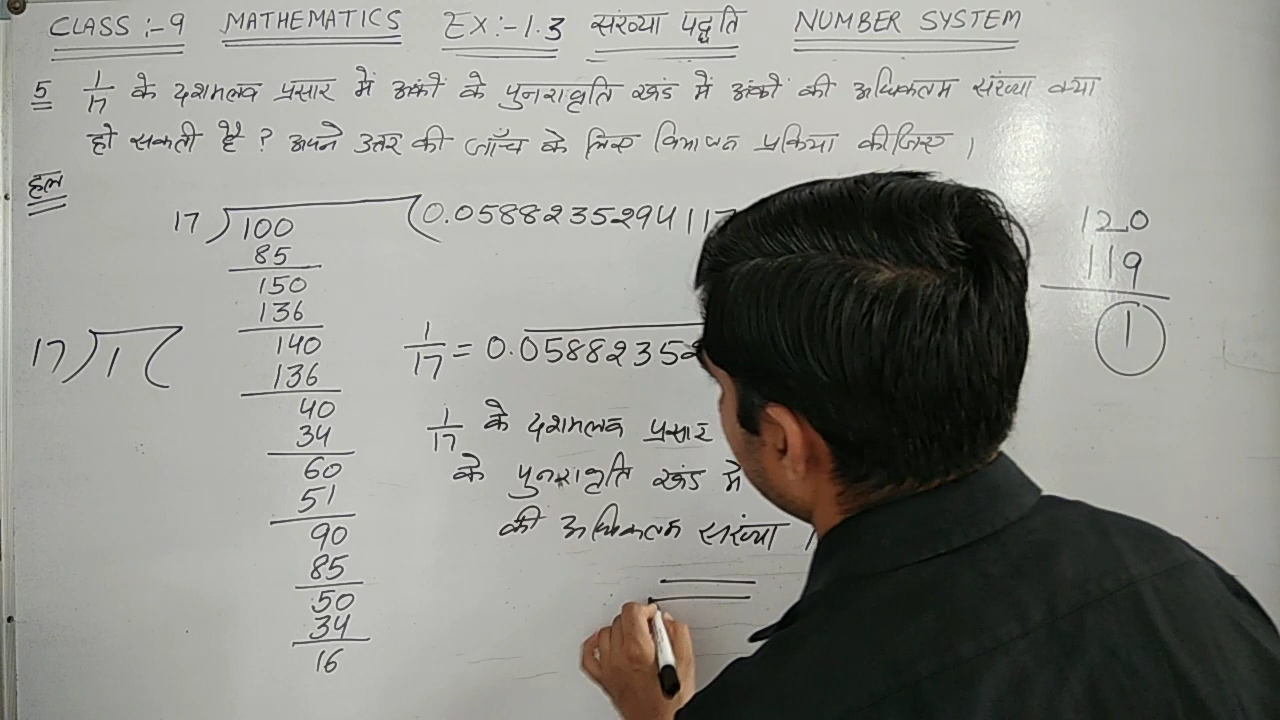 CLASS :- 9 MATHEMATICS EX :- 1.3 संख्या पद्धति NUMBER SYSTEM
5 1/17 के दशमलव प्रसार में अंकों के पुनरावृत्ति खंड में अंकों की अधिकतम संख्या क्या
हो सकती है ? अपने उत्तर की जाँच के लिए विभाजन प्रक्रिया कीजिए ।
हल
17)100(0.0588235294117
85
150
136
140
136
40
34
60
51
90
85
50
34
16
17)1(
1/17 = 0.05882352
1/17 के दशमलव प्रसार
के पुनरावृत्ति खंड में
की अधिकतम संख्या
120
119
1